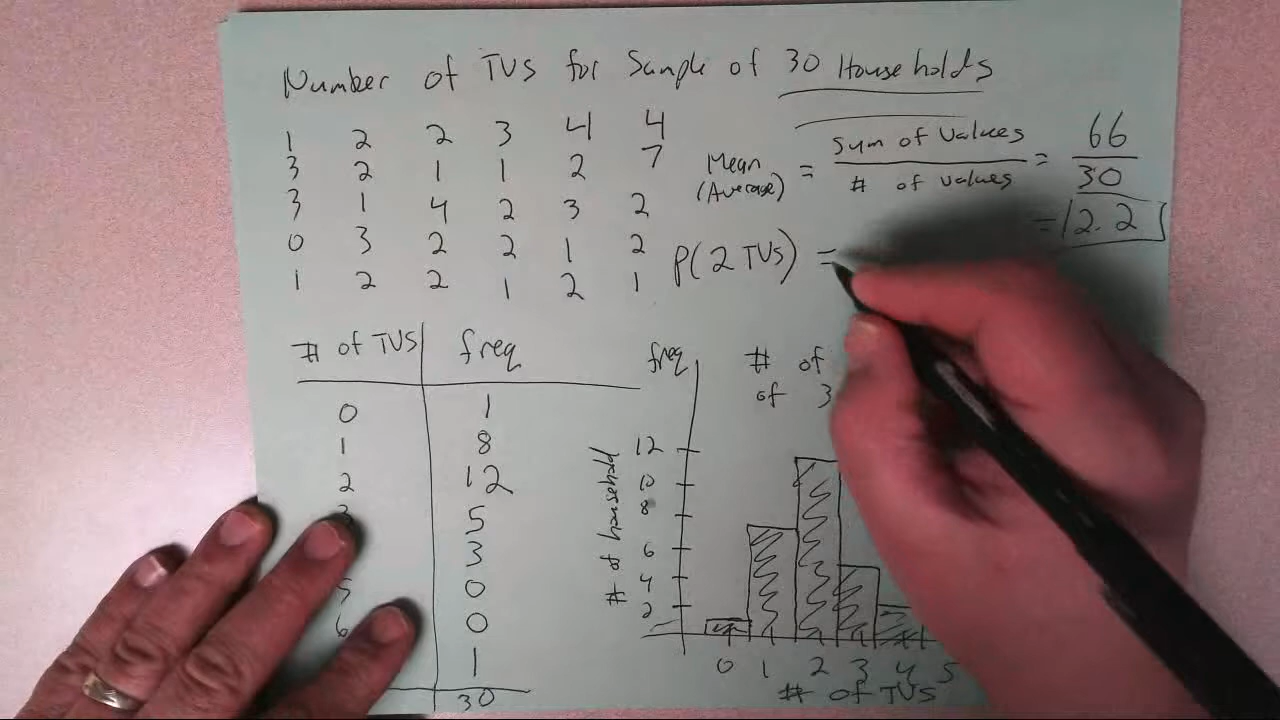 Number of TVs for Sample of 30 Households
1 2 2 3 4 4
3 2 1 1 2 7
3 1 4 2 3 2
0 3 2 2 1 2
1 2 2 1 2 1
Mean (Average) = Sum of Values / # of values = 66 / 30
= 2.2
P(2 TVs) =
# of TVs freq
0 1
1 8
2 12
3 5
3
5 0
6 0
1
30
freq
# of
of 3
# of households
12
10
8
6
4
2
0 1 2 3 4 5
# of TVs